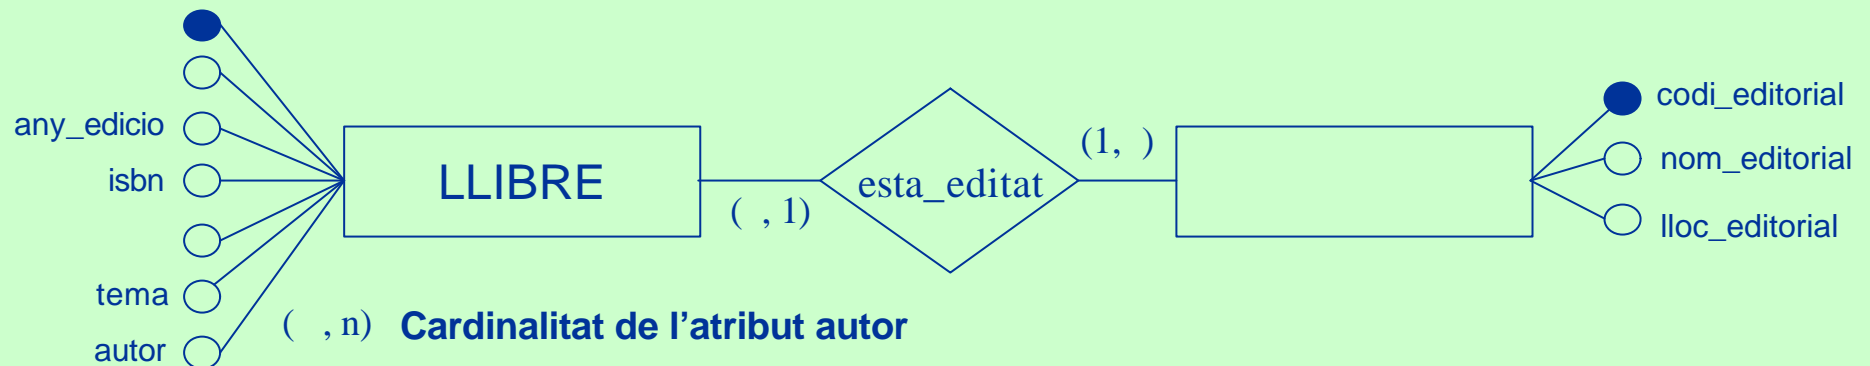 any_edicio
isbn
tema
autor
LLIBRE
( , 1)
esta_editat
(1, )
codi_editorial
nom_editorial
lloc_editorial
( , n) Cardinalitat de l’atribut autor